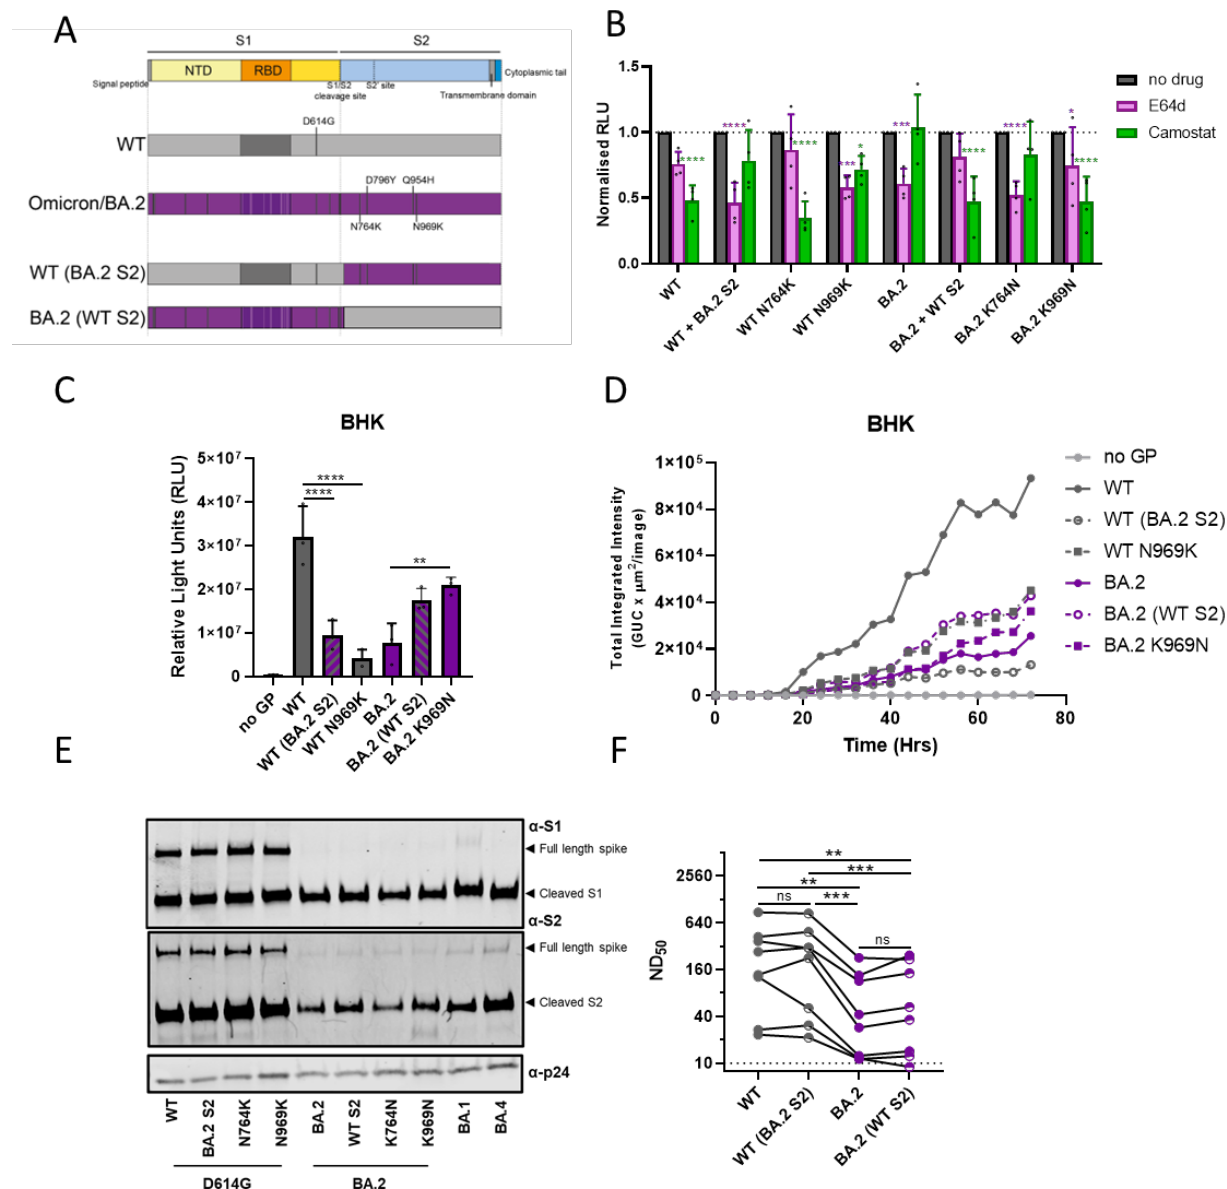 A
S1
S2
NTD
RBD
Signal peptide
S1/S2
cleavage site
S2' site
Transmembrane domain
Cytoplasmic tail
D614G
WT
D796Y
Q954H
Omicron/BA.2
N764K
N969K
WT (BA.2 S2)
BA.2 (WT S2)
B
Normalised RLU
1.5
1.0
0.5
0.0
****
****
****
***
*
***
****
****
*
****
WT
WT + BA.2 S2
WT N764K
WT N969K
BA.2
BA.2 + WT S2
BA.2 K764N
BA.2 K969N
no drug
E64d
Camostat
C
BHK
Relative Light Units (RLU)
5×10⁷
4×10⁷
3×10⁷
2×10⁷
1×10⁷
0
****
****
**
no GP
WT
WT (BA.2 S2)
WT N969K
BA.2
BA.2 (WT S2)
BA.2 K969N
D
BHK
Total Integrated Intensity
(GUC x µm²/image)
1×10⁵
8×10⁴
6×10⁴
4×10⁴
2×10⁴
0
0
20
40
60
80
Time (Hrs)
no GP
WT
WT (BA.2 S2)
WT N969K
BA.2
BA.2 (WT S2)
BA.2 K969N
E
α-S1
Full length spike
Cleaved S1
α-S2
Full length spike
Cleaved S2
α-p24
WT
BA.2 S2
N764K
N969K
BA.2
WT S2
K764N
K969N
BA.1
BA.4
D614G
BA.2
F
ND₅₀
2560
640
160
40
10
**
***
**
ns
***
ns
WT
WT (BA.2 S2)
BA.2
BA.2 (WT S2)